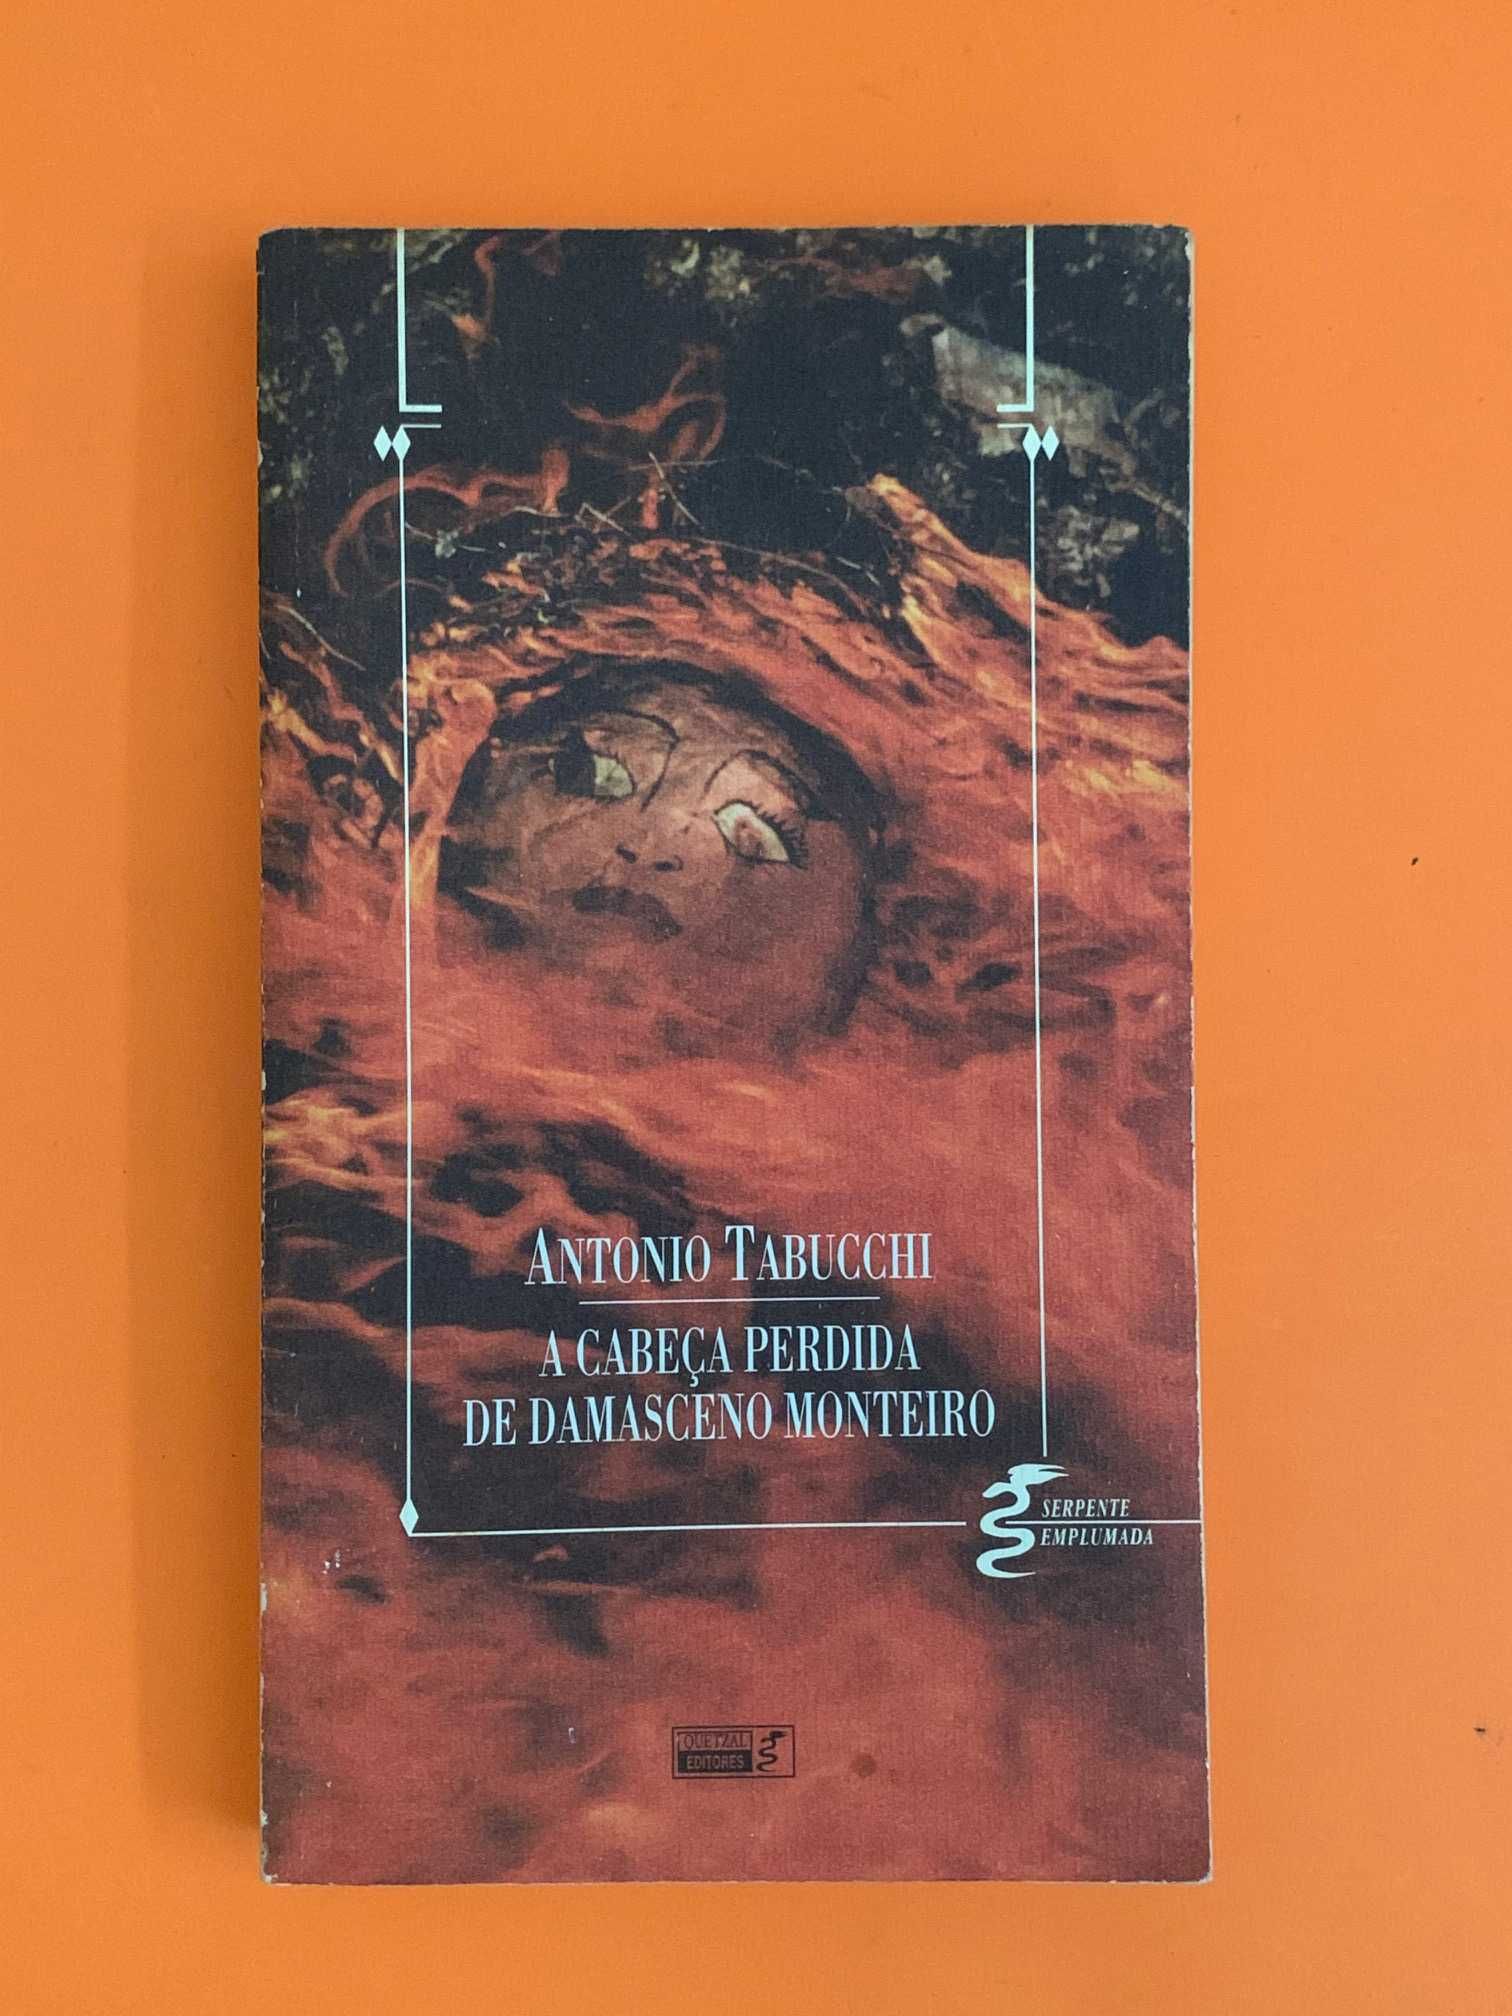 ANTONIO TABUCCHI
A CABEÇA PERDIDA
DE DAMASCENO MONTEIRO
SERPENTE
EMPLUMADA
QUETZAL
EDITORES